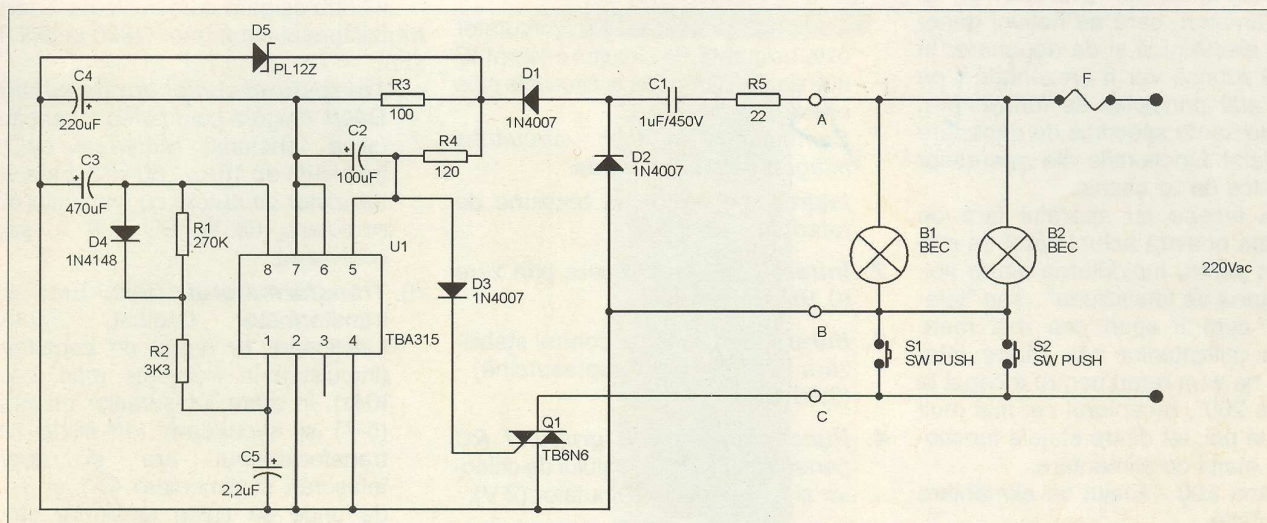 D5
PL12Z
C4
220uF
R3
100
D1
1N4007
C1
1uF/450V
R5
22
A
F
C2
100uF
R4
120
C3
470uF
D2
1N4007
D4
1N4148
R1
270K
U1
8 7 6 5
TBA315
2 4
D3
1N4007
B1
BEC
B2
BEC
220Vac
B
R2
3K3
S1
SW PUSH
S2
SW PUSH
C
Q1
TB6N6
C5
2,2uF